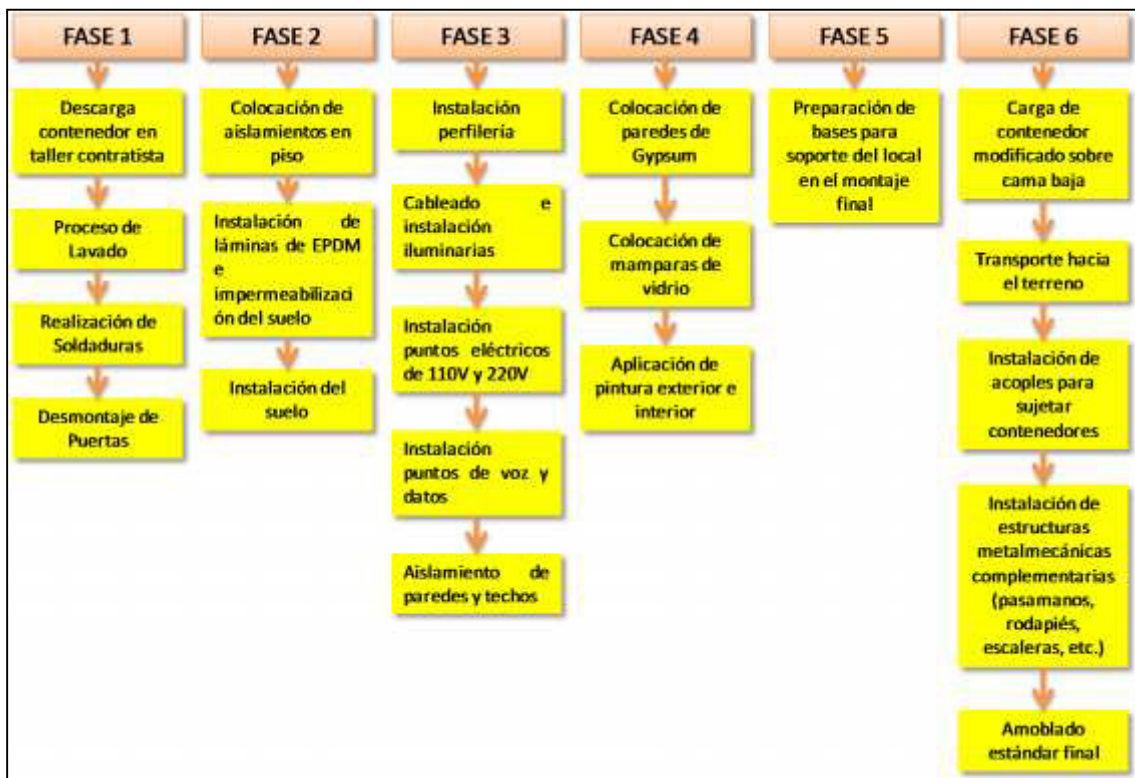 FASE 1
Descarga
contenedor en
taller contratista
Proceso de
Lavado
Realización de
Soldaduras
Desmontaje de
Puertas
FASE 2
Colocación de
aislamientos en
piso
Instalación de
láminas de EPDM
e
impermeabilizaci
ón del suelo
Instalación del
suelo
FASE 3
Instalación
perfilería
Cableado e
instalación
iluminarias
Instalación
puntos eléctricos
de 110V y 220V
Instalación
puntos de voz y
datos
Aislamiento de
paredes y techos
FASE 4
Colocación de
paredes de
Gypsum
Colocación de
mamparas de
vidrio
Aplicación de
pintura exterior e
interior
FASE 5
Preparación de
bases para
soporte del local
en el montaje
final
FASE 6
Carga de
contenedor
modificado sobre
cama baja
Transporte hacia
el terreno
Instalación de
acoples para
sujetar
contenedores
Instalación de
estructuras
metalmecánicas
complementarias
(pasamanos,
rodapiés,
escaleras, etc.)
Amoblado
estándar final